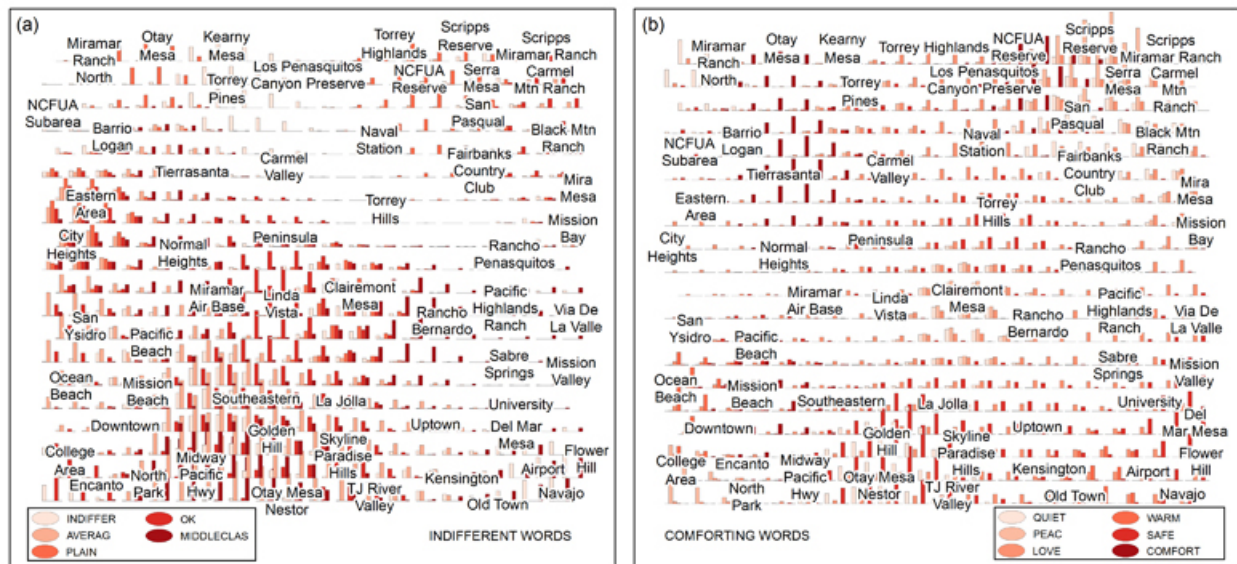 (a)
Miramar Ranch North
Otay Mesa
Kearny Mesa
Torrey Highlands
Scripps Reserve
Scripps Miramar Ranch
Torrey Pines
Los Penasquitos Canyon Preserve
NCFUA Reserve
Serra Mesa
Carmel Mtn Ranch
NCFUA Subarea
Barrio Logan
San Pasqual
Naval Station
Black Mtn Ranch
Tierrasanta
Carmel Valley
Fairbanks Country Club
Mira Mesa
Eastern Area
Torrey Hills
Mission Bay
City Heights
Normal Heights
Peninsula
Rancho Penasquitos
Miramar Air Base
Linda Vista
Clairemont Mesa
Pacific Highlands Ranch
Rancho Bernardo
Via De La Valle
San Ysidro
Pacific Beach
Sabre Springs
Mission Valley
Ocean Beach
Mission Beach
Southeastern
La Jolla
University
Downtown
Golden Hill
Uptown
Del Mar Mesa
College Area
Midway Pacific Hwy
Skyline Paradise Hills
Flower Hill
Encanto
North Park
Otay Mesa Nestor
TJ River Valley
Kensington
Airport
Old Town
Navajo
INDIFFER
AVERAG
PLAIN
OK
MIDDLECLAS
INDIFFERENT WORDS
(b)
Miramar Ranch North
Otay Mesa
Kearny Mesa
Torrey Highlands
NCFUA Reserve
Scripps Reserve
Scripps Miramar Ranch
Torrey Pines
Los Penasquitos Canyon Preserve
Serra Mesa
Carmel Mtn Ranch
San Pasqual
NCFUA Subarea
Barrio Logan
Naval Station
Black Mtn Ranch
Tierrasanta
Carmel Valley
Fairbanks Country Club
Mira Mesa
Eastern Area
Torrey Hills
Mission Bay
City Heights
Normal Heights
Peninsula
Rancho Penasquitos
Miramar Air Base
Linda Vista
Clairemont Mesa
Pacific Highlands Ranch
Rancho Bernardo
Via De La Valle
San Ysidro
Pacific Beach
Sabre Springs
Mission Valley
Ocean Beach
Mission Beach
Southeastern
La Jolla
University
Downtown
Golden Hill
Uptown
Del Mar Mesa
College Area
Encanto
Midway Pacific Hwy
Skyline Paradise Hills
Flower Hill
North Park
Otay Mesa Nestor
TJ River Valley
Kensington
Airport
Old Town
Navajo
COMFORTING WORDS
QUIET
PEAC
LOVE
WARM
SAFE
COMFORT